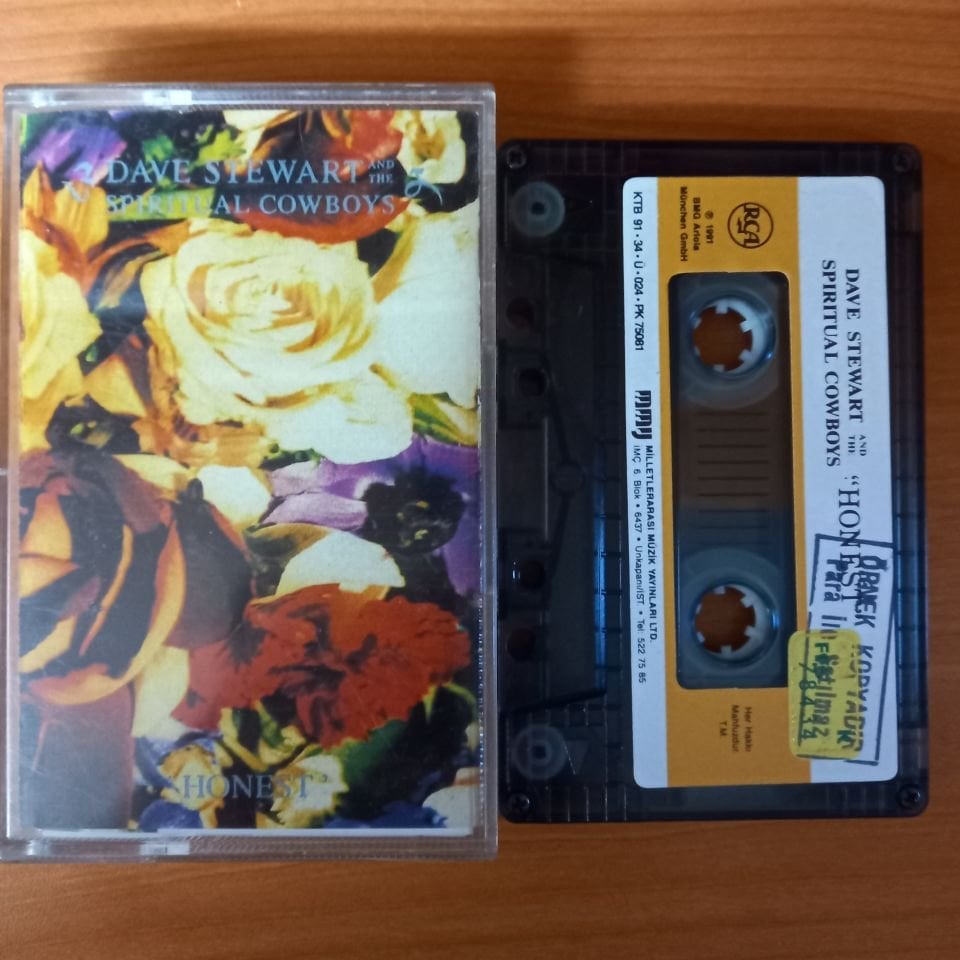 DAVE STEWART AND THE
SPIRITUAL COWBOYS
"HONEST"
DAVE STEWART AND THE
SPIRITUAL COWBOYS
"HONEST
ÖRNEK KOPYADIR
Para ile
Satılmaz
RCA
℗ 1991
BMG Ariola
München GmbH
KTB 91 · 34 · Ü · 024 · PK 75081
MMY
MİLLETLERARASI MÜZİK YAYINLARI LTD.
İMÇ 6. Blok • 6437 • Unkapanı/İST. • Tel: 522 75 85
Her Hakkı
Mahfuzdur.
T.M.